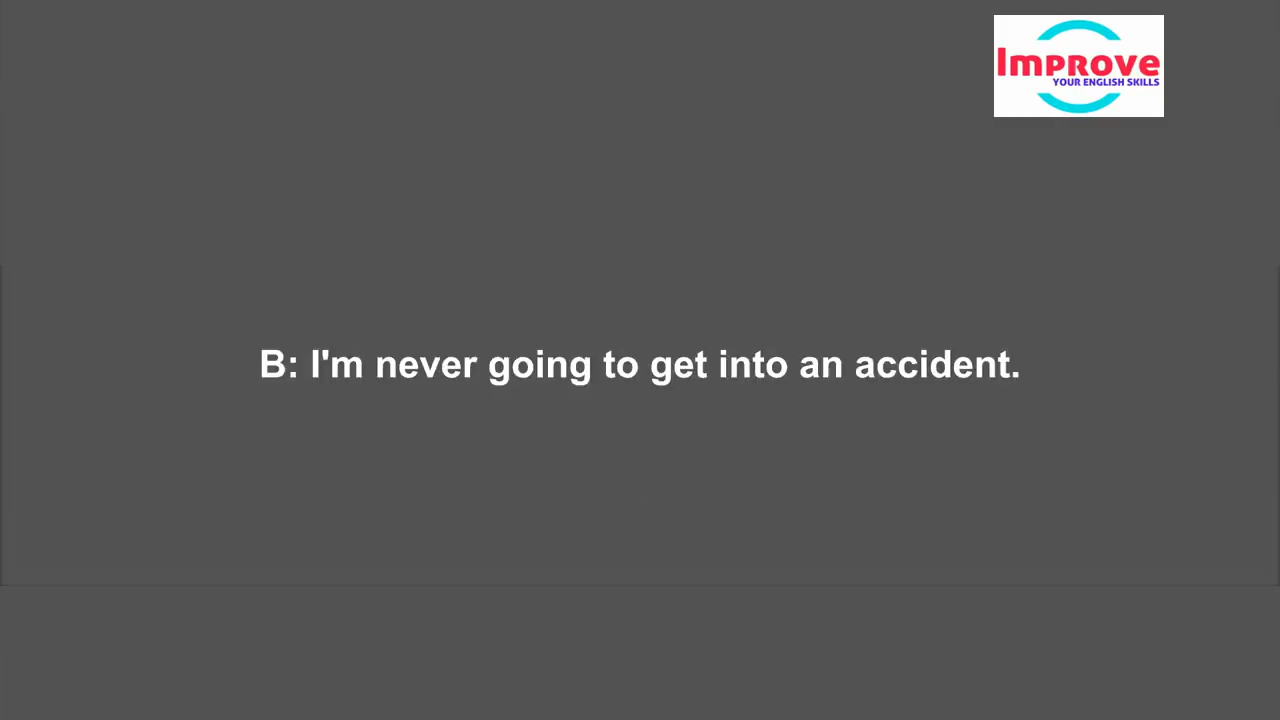 Improve
YOUR ENGLISH SKILLS
B: I'm never going to get into an accident.